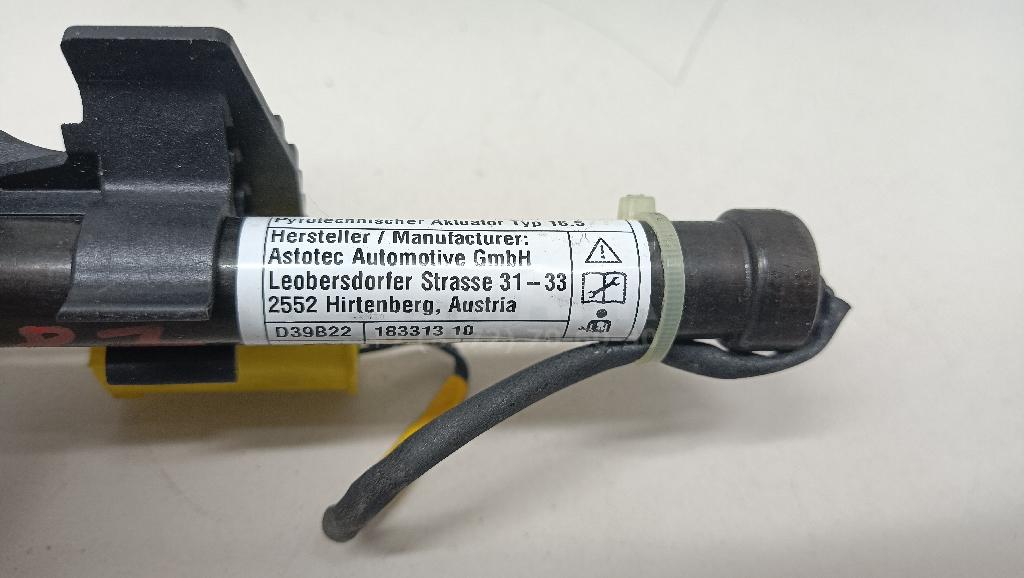 Pyrotechnischer Aktuator Typ 16.5
Hersteller / Manufacturer:
Astotec Automotive GmbH
Leobersdorfer Strasse 31 – 33
2552 Hirtenberg, Austria
D39B22 183313 10